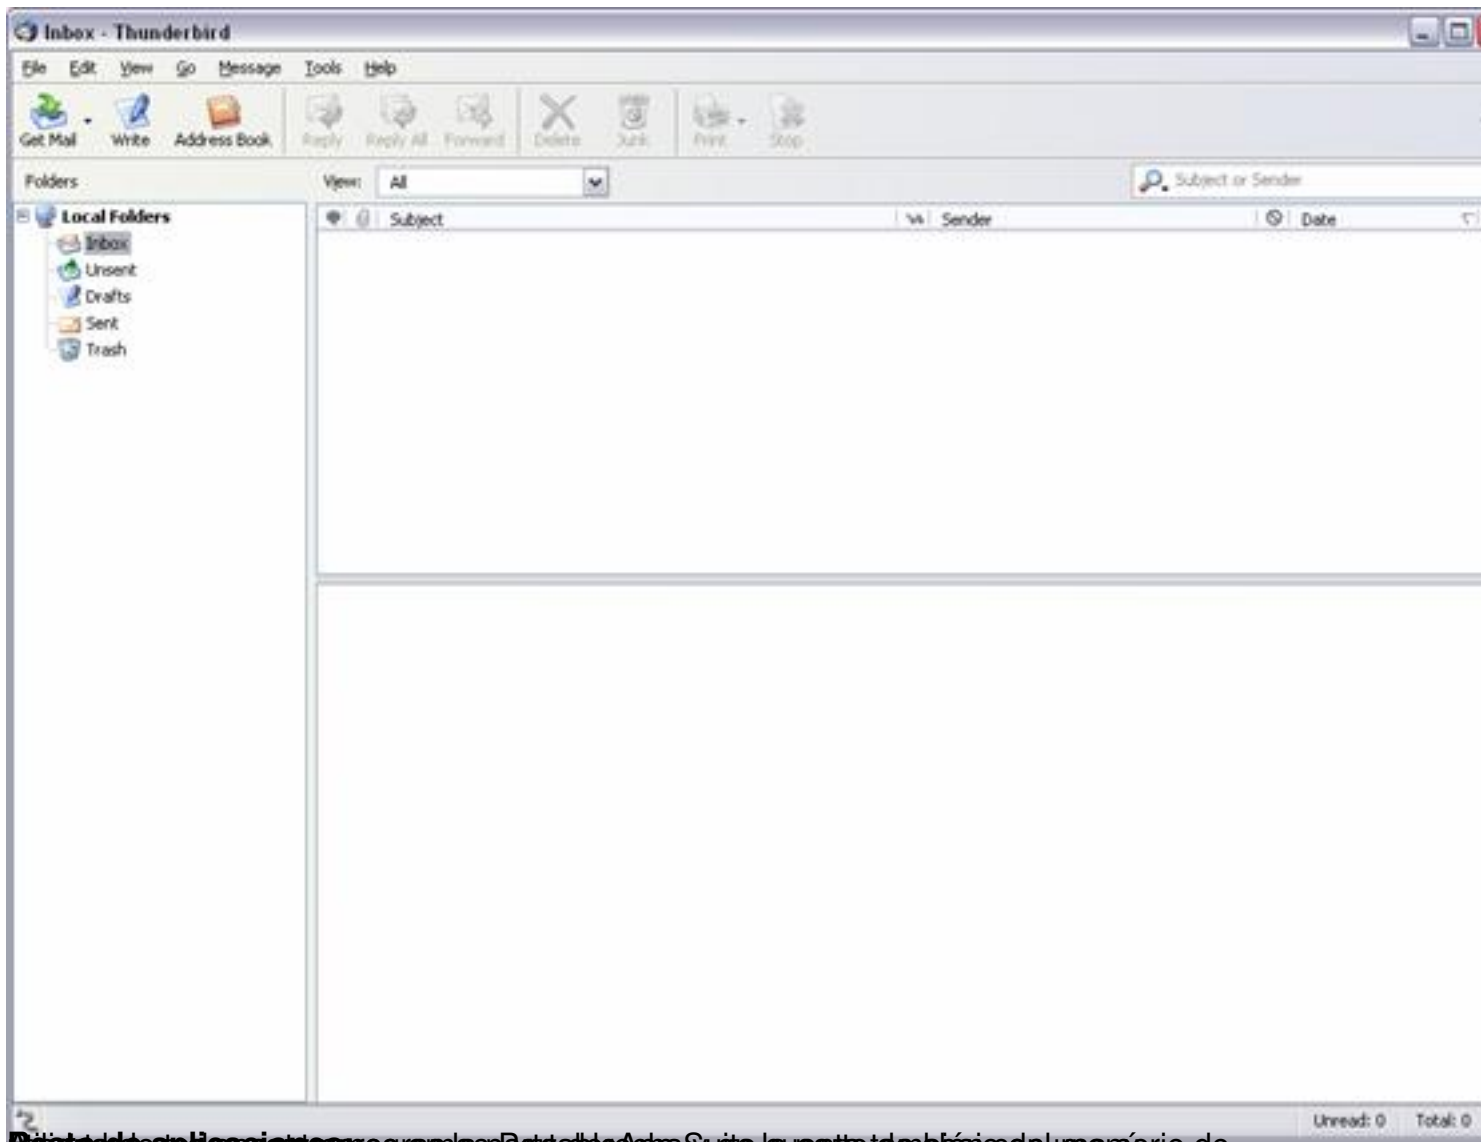 Inbox - Thunderbird
File Edit View Go Message Tools Help
Get Mail Write Address Book Reply Reply All Forward Delete Junk Print Stop
Folders View: All Subject or Sender
Local Folders Subject Sender Date
Inbox
Unsent
Drafts
Sent
Trash
Unread: 0 Total: 0